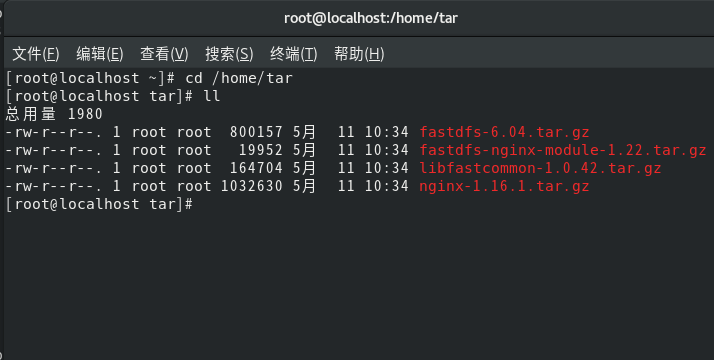 root@localhost:/home/tar
文件(F) 编辑(E) 查看(V) 搜索(S) 终端(T) 帮助(H)
[root@localhost ~]# cd /home/tar
[root@localhost tar]# ll
总用量 1980
-rw-r--r--. 1 root root  800157 5月  11 10:34 fastdfs-6.04.tar.gz
-rw-r--r--. 1 root root   19952 5月  11 10:34 fastdfs-nginx-module-1.22.tar.gz
-rw-r--r--. 1 root root  164704 5月  11 10:34 libfastcommon-1.0.42.tar.gz
-rw-r--r--. 1 root root 1032630 5月  11 10:34 nginx-1.16.1.tar.gz
[root@localhost tar]#